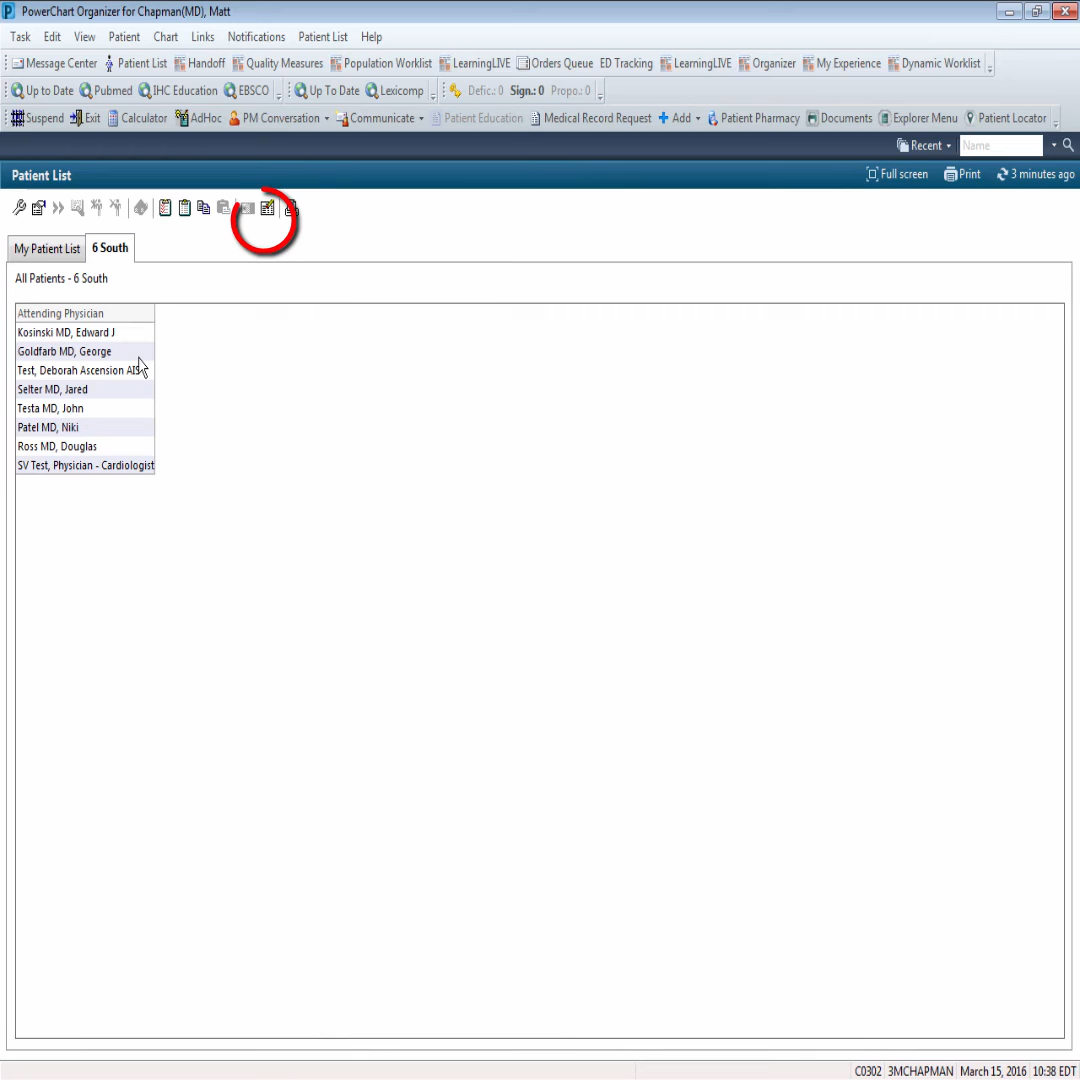 PowerChart Organizer for Chapman(MD), Matt
Task Edit View Patient Chart Links Notifications Patient List Help
Message Center Patient List Handoff Quality Measures Population Worklist LearningLIVE Orders Queue ED Tracking LearningLIVE Organizer My Experience Dynamic Worklist
Up to Date Pubmed IHC Education EBSCO Up To Date Lexicomp Defic.: 0 Sign.: 0 Propo.: 0
Suspend Exit Calculator AdHoc PM Conversation Communicate Patient Education Medical Record Request Add Patient Pharmacy Documents Explorer Menu Patient Locator
Recent Name
Patient List Full screen Print 3 minutes ago
My Patient List 6 South
All Patients - 6 South
Attending Physician
Kosinski MD, Edward J
Goldfarb MD, George
Test, Deborah Ascension AIS
Selter MD, Jared
Testa MD, John
Patel MD, Niki
Ross MD, Douglas
SV Test, Physician - Cardiologist
C0302 3MCHAPMAN March 15, 2016 10:38 EDT